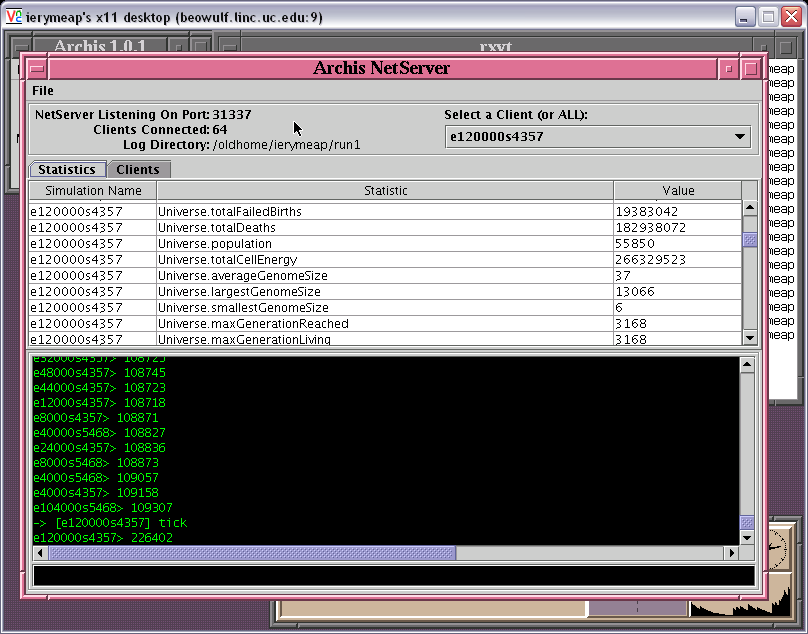 ierymeap's x11 desktop (beowulf.linc.uc.edu:9)
Archis 1.0.1
rxvt
Archis NetServer
File
NetServer Listening On Port: 31337
Clients Connected: 64
Log Directory: /oldhome/ierymeap/run1
Select a Client (or ALL):
e120000s4357
Statistics Clients
Simulation Name Statistic Value
e120000s4357 Universe.totalFailedBirths 19383042
e120000s4357 Universe.totalDeaths 182938072
e120000s4357 Universe.population 55850
e120000s4357 Universe.totalCellEnergy 266329523
e120000s4357 Universe.averageGenomeSize 37
e120000s4357 Universe.largestGenomeSize 13066
e120000s4357 Universe.smallestGenomeSize 6
e120000s4357 Universe.maxGenerationReached 3168
e120000s4357 Universe.maxGenerationLiving 3168
e32000s4357> 108725
e48000s4357> 108745
e44000s4357> 108723
e12000s4357> 108718
e8000s4357> 108871
e40000s5468> 108827
e24000s4357> 108836
e8000s5468> 108873
e4000s5468> 109057
e4000s4357> 109158
e104000s5468> 109307
-> [e120000s4357] tick
e120000s4357> 226402